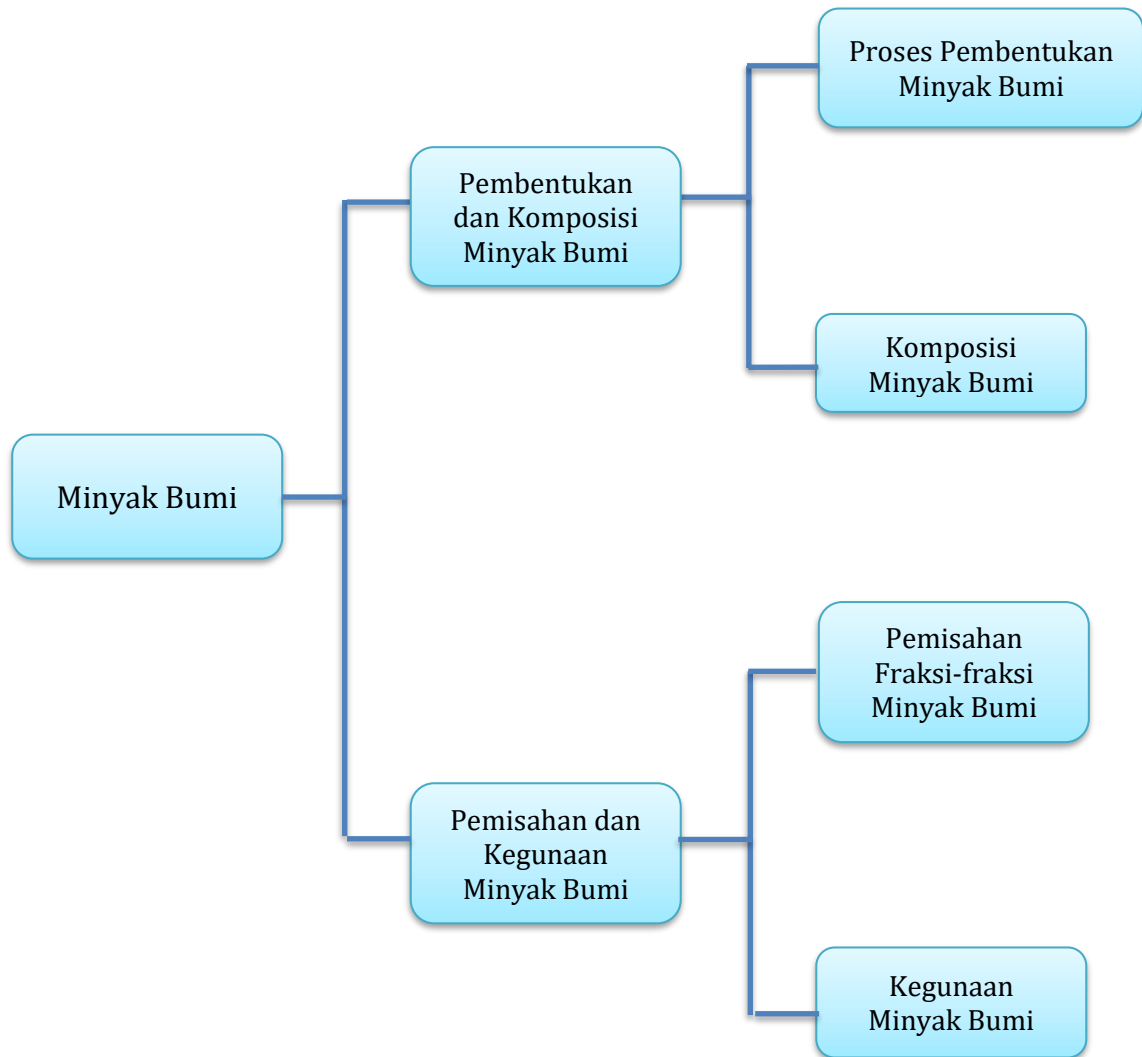 Proses Pembentukan
Minyak Bumi
Pembentukan
dan Komposisi
Minyak Bumi
Komposisi
Minyak Bumi
Minyak Bumi
Pemisahan
Fraksi-fraksi
Minyak Bumi
Pemisahan dan
Kegunaan
Minyak Bumi
Kegunaan
Minyak Bumi